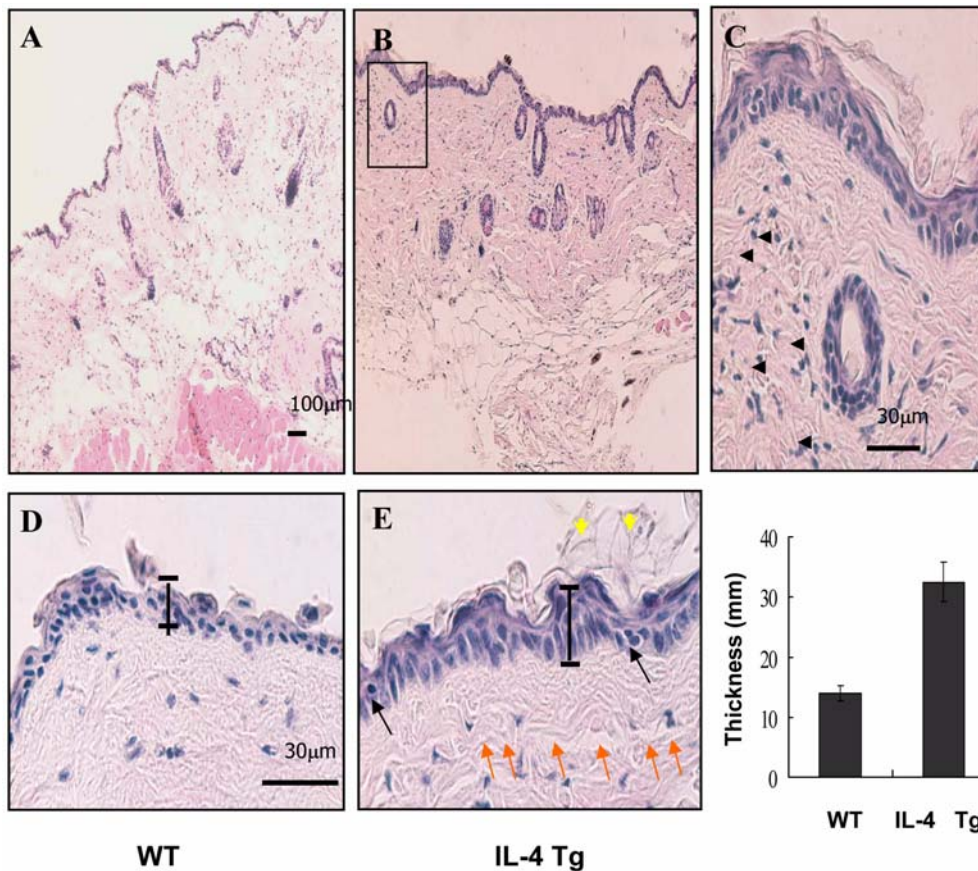 A
B
C
100μm
30μm
D
E
30μm
WT
IL-4 Tg
Thickness (mm)
40
30
20
10
0
WT IL-4 Tg